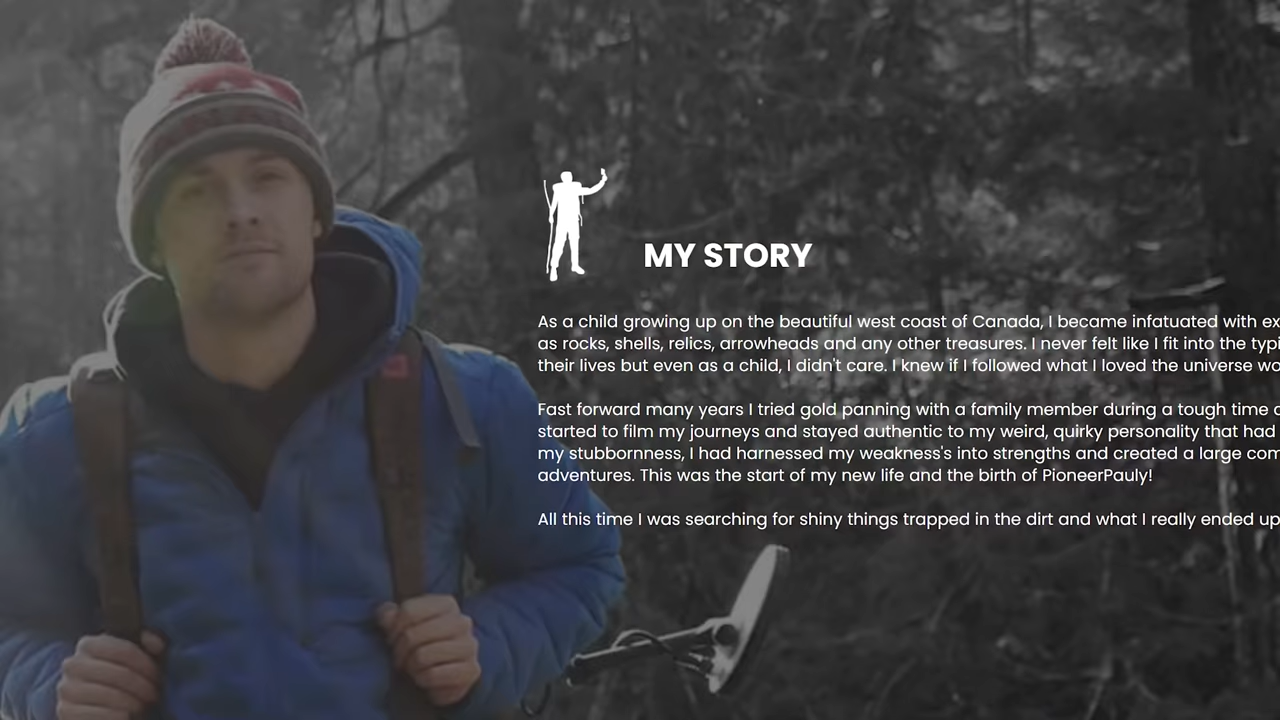 MY STORY
As a child growing up on the beautiful west coast of Canada, I became infatuated with ex
as rocks, shells, relics, arrowheads and any other treasures. I never felt like I fit into the typi
their lives but even as a child, I didn't care. I knew if I followed what I loved the universe wo
Fast forward many years I tried gold panning with a family member during a tough time
started to film my journeys and stayed authentic to my weird, quirky personality that had
my stubbornness, I had harnessed my weakness's into strengths and created a large com
adventures. This was the start of my new life and the birth of PioneerPauly!
All this time I was searching for shiny things trapped in the dirt and what I really ended up